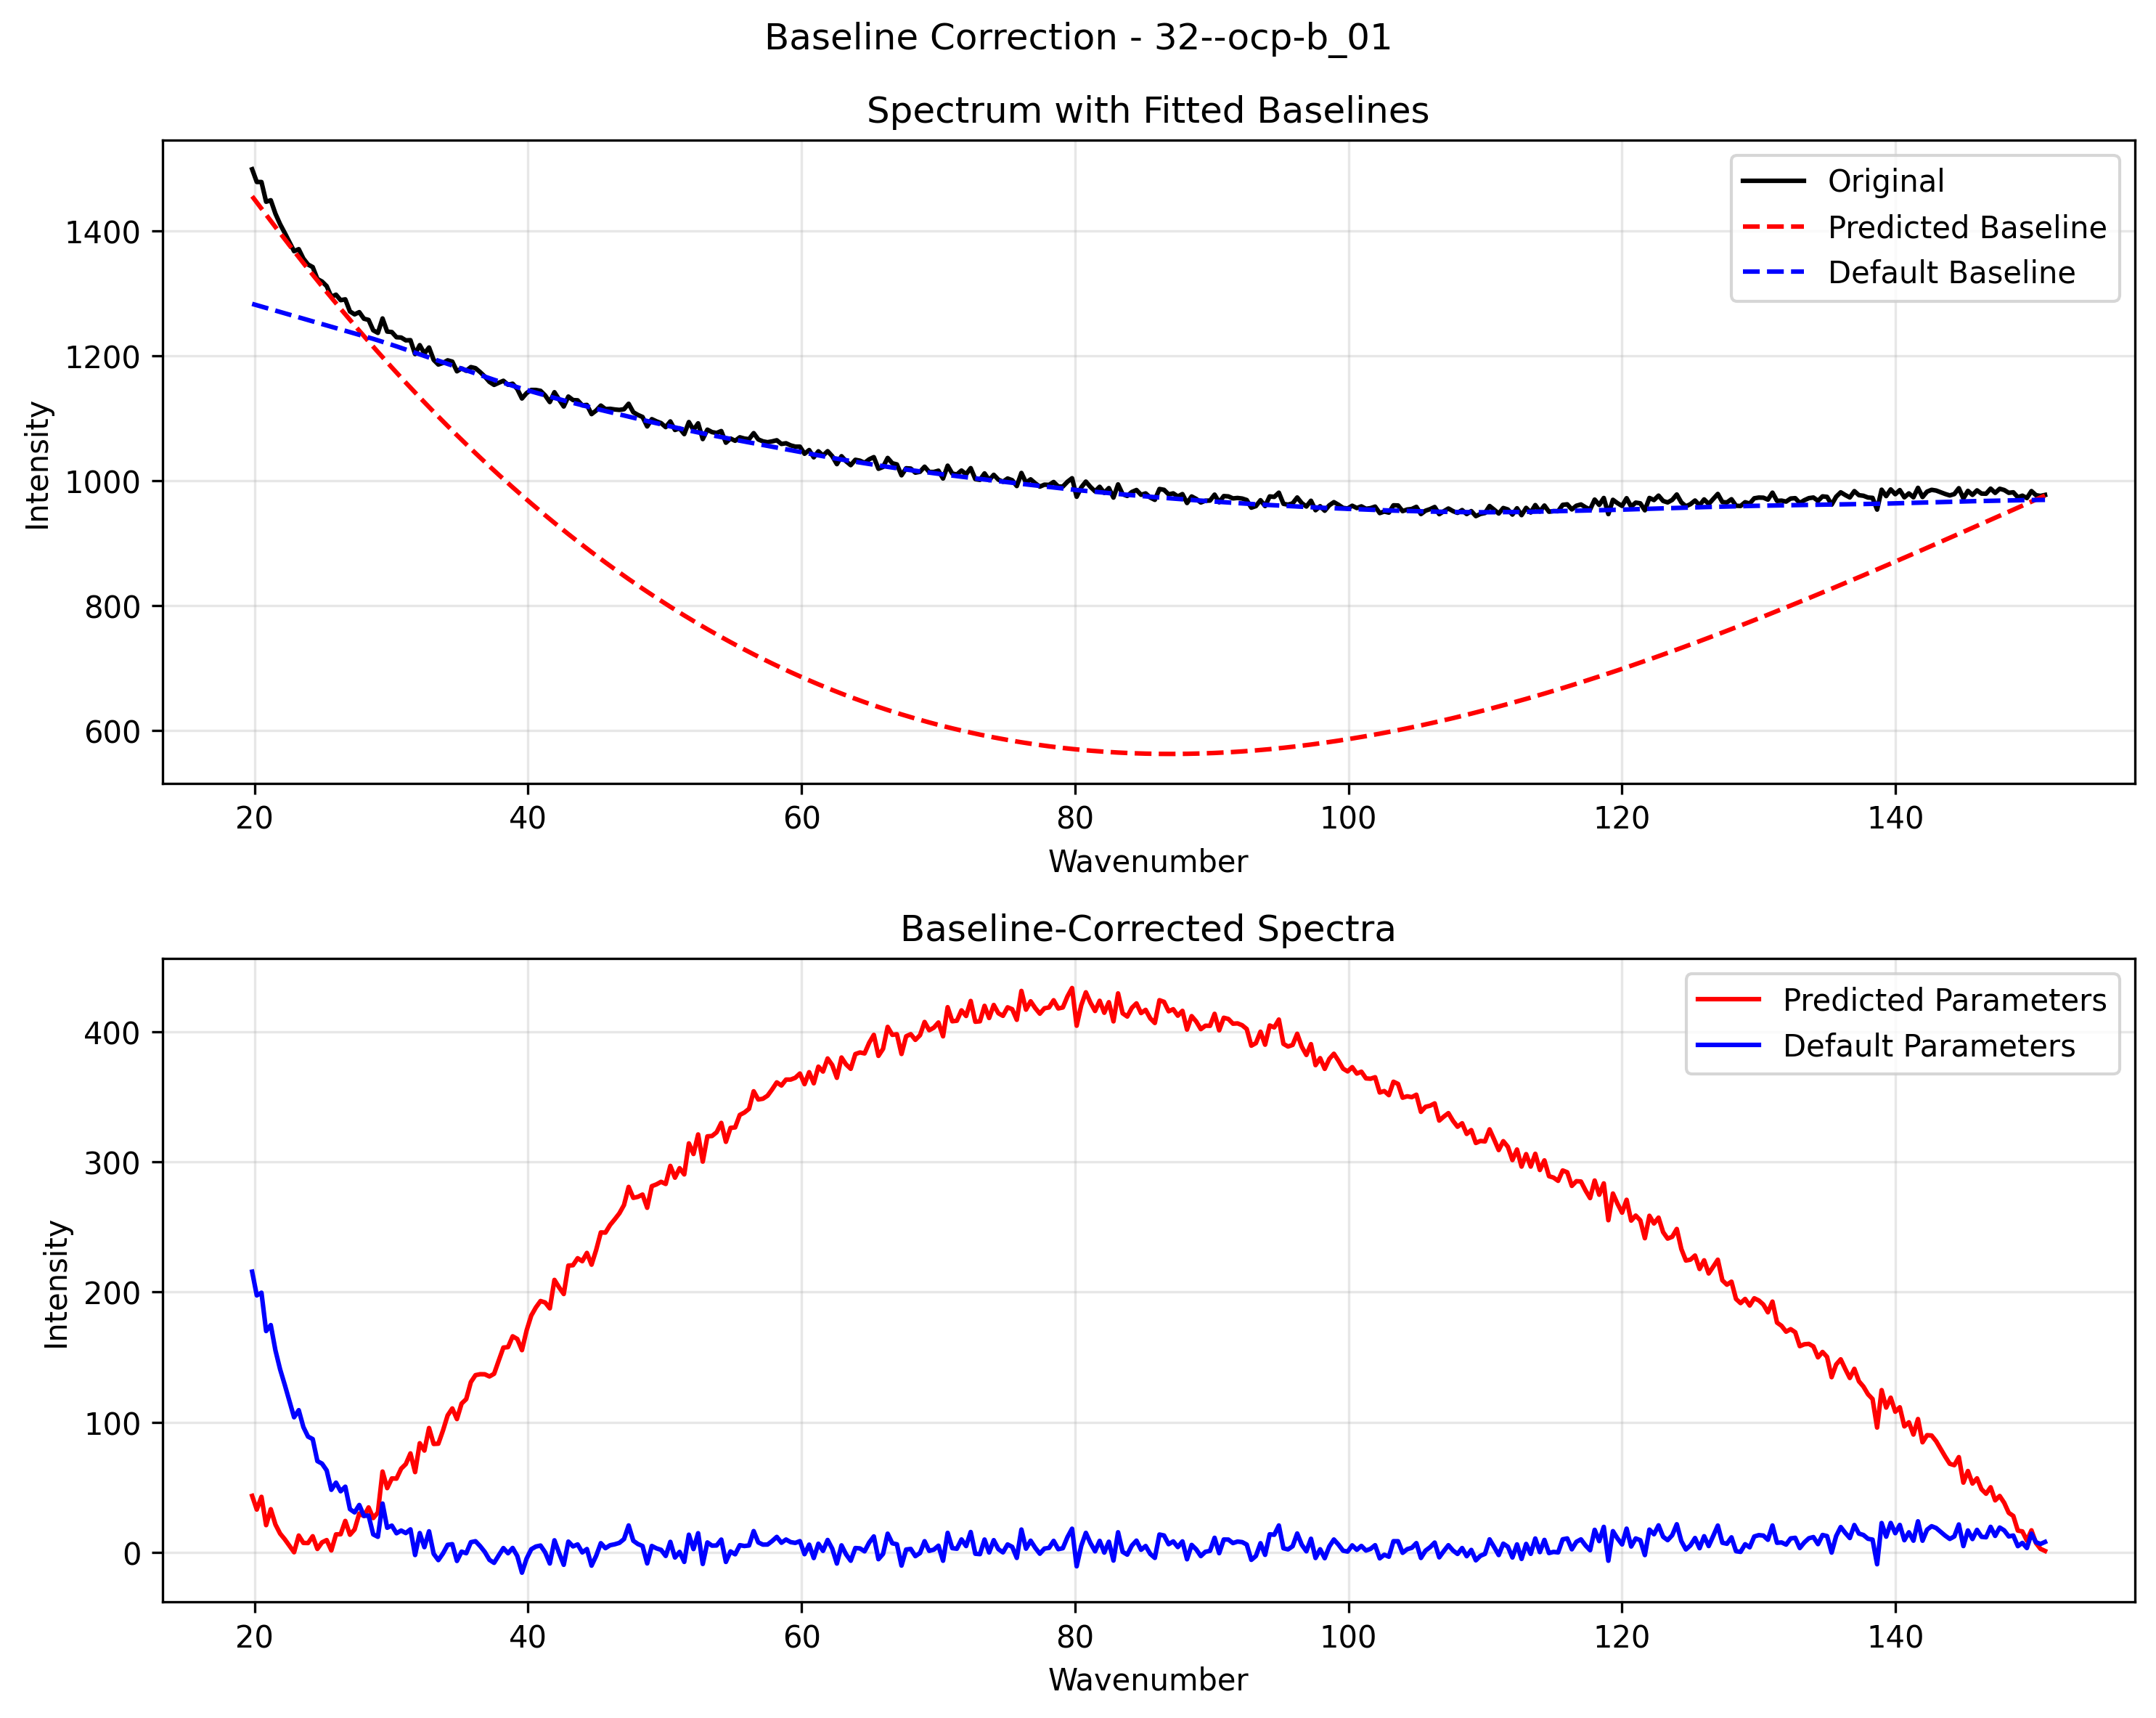 Baseline Correction - 32--ocp-b_01
Spectrum with Fitted Baselines
Original
Predicted Baseline
Default Baseline
Intensity
1400
1200
1000
800
600
20 40 60 80 100 120 140
Wavenumber
Baseline-Corrected Spectra
Predicted Parameters
Default Parameters
Intensity
400
300
200
100
0
20 40 60 80 100 120 140
Wavenumber